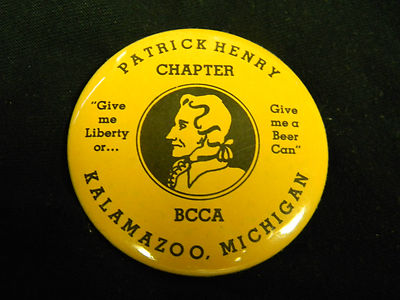 PATRICK HENRY
CHAPTER
"Give
me
Liberty
or...
Give
me a
Beer
Can"
BCCA
KALAMAZOO, MICHIGAN